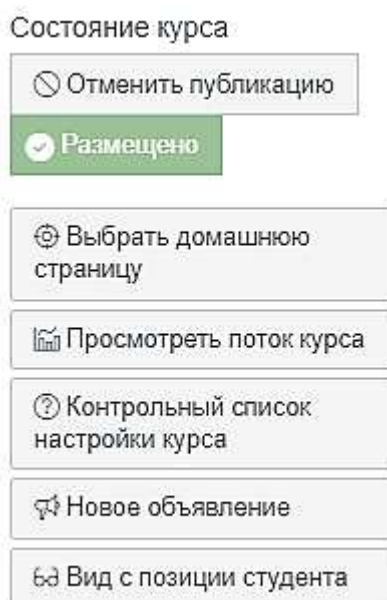 Состояние курса
Отменить публикацию
Размещено
Выбрать домашнюю
страницу
Просмотреть поток курса
Контрольный список
настройки курса
Новое объявление
Вид с позиции студента